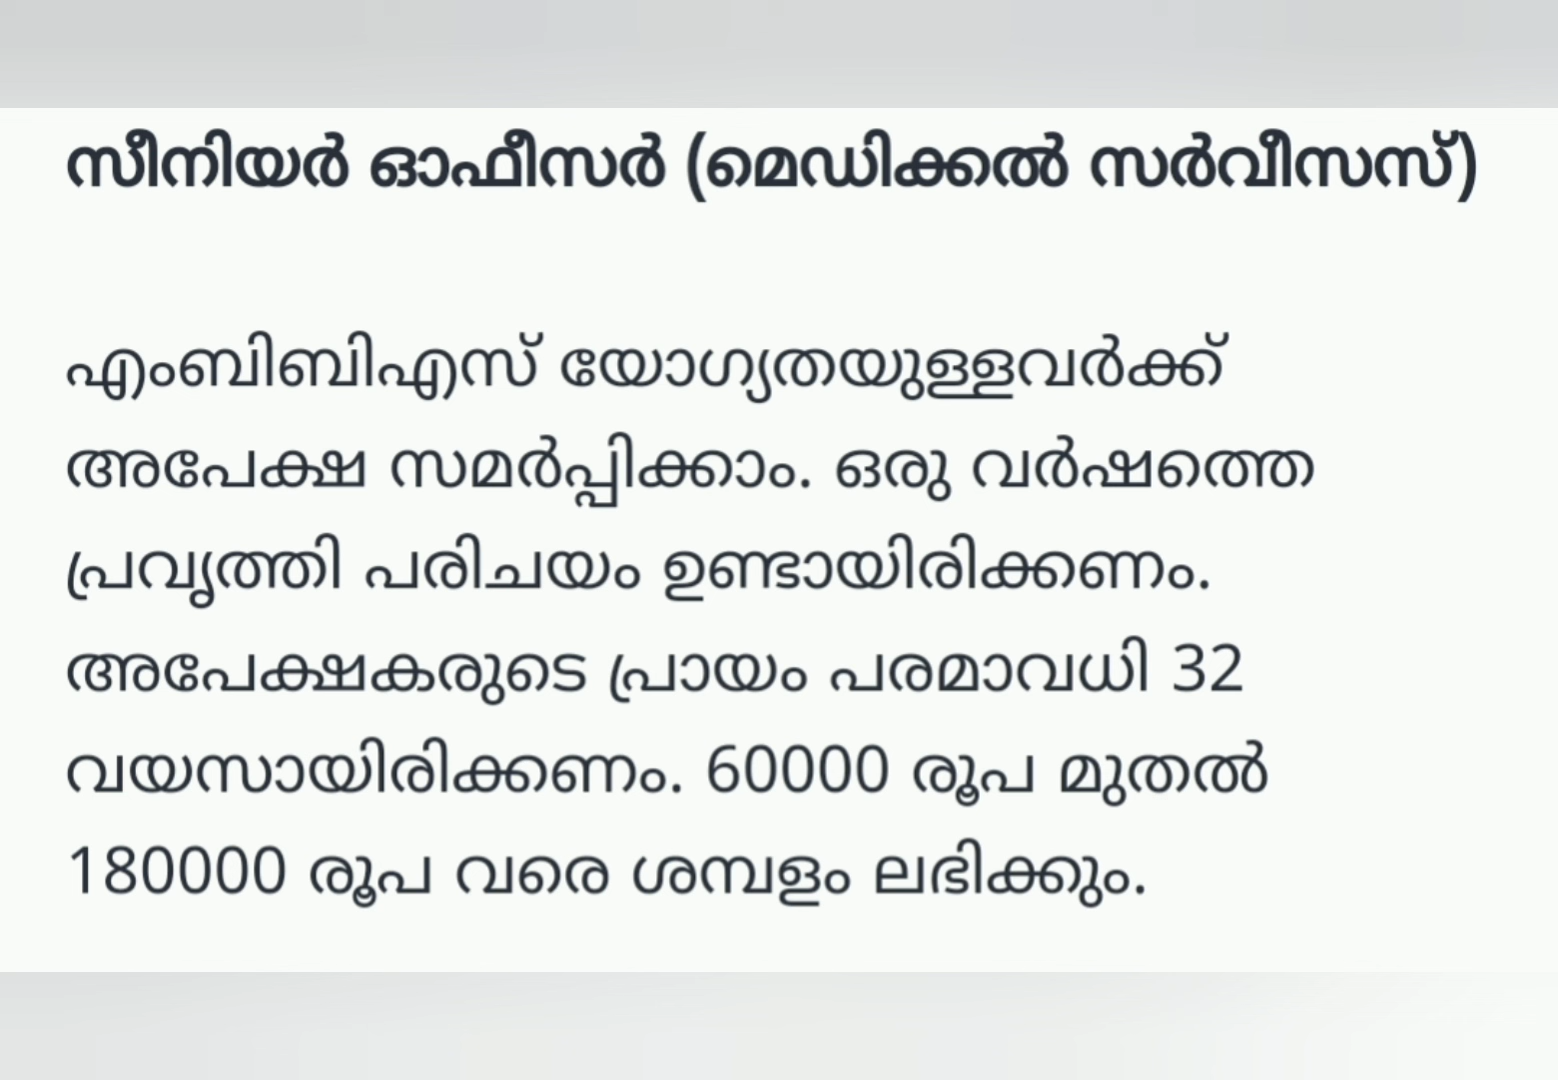 സീനിയർ ഓഫീസർ (മെഡിക്കൽ സർവീസസ്)
എംബിബിഎസ് യോഗ്യതയുള്ളവർക്ക്
അപേക്ഷ സമർപ്പിക്കാം. ഒരു വർഷത്തെ
പ്രവൃത്തി പരിചയം ഉണ്ടായിരിക്കണം.
അപേക്ഷകരുടെ പ്രായം പരമാവധി 32
വയസായിരിക്കണം. 60000 രൂപ മുതൽ
180000 രൂപ വരെ ശമ്പളം ലഭിക്കും.